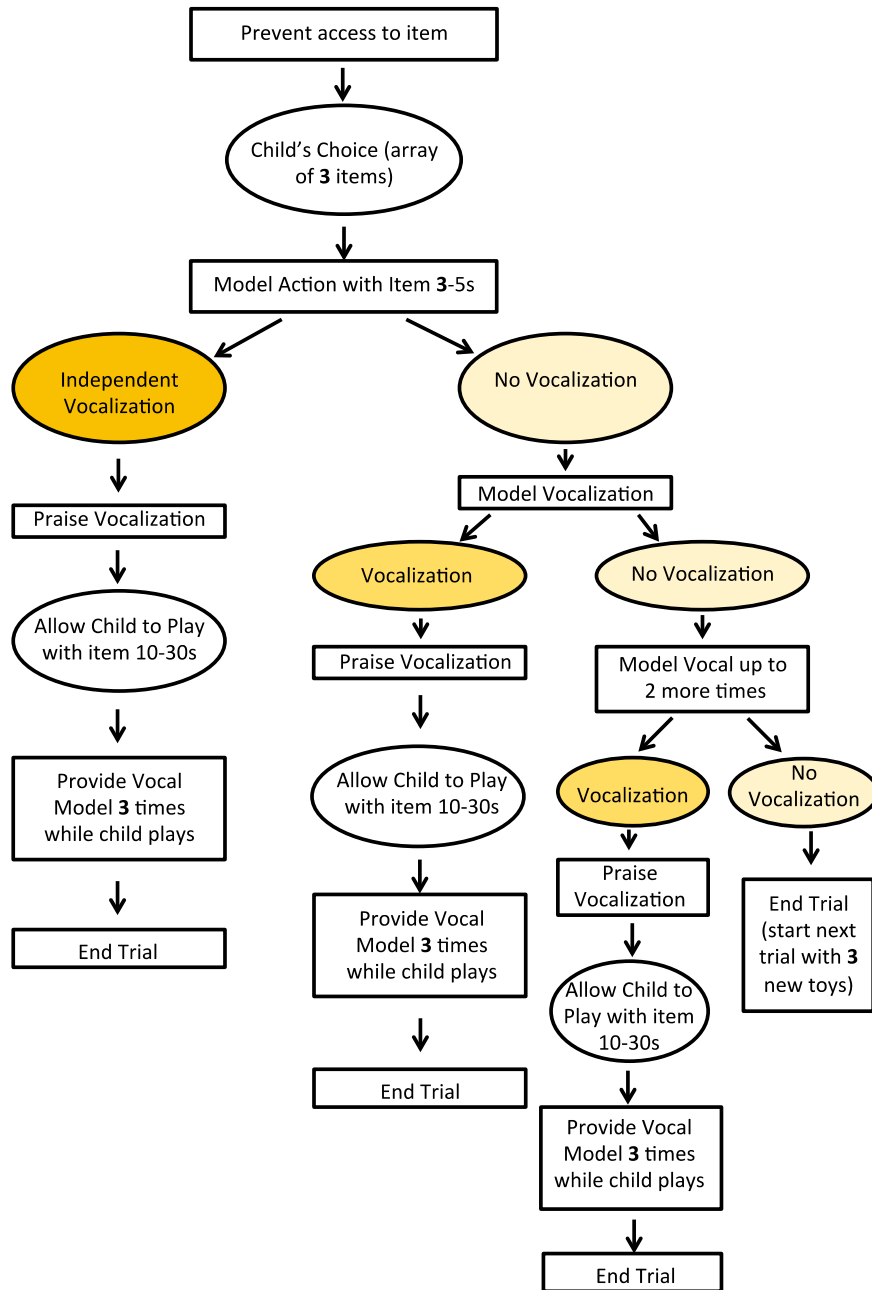 Prevent access to item
Child’s Choice (array
of 3 items)
Model Action with Item 3-5s
Independent
Vocalization
No Vocalization
Praise Vocalization
Model Vocalization
Vocalization
No Vocalization
Allow Child to Play
with item 10-30s
Praise Vocalization
Model Vocal up to
2 more times
Provide Vocal
Model 3 times
while child plays
Allow Child to Play
with item 10-30s
Vocalization
No
Vocalization
Praise
Vocalization
End Trial
Provide Vocal
Model 3 times
while child plays
End Trial
(start next
trial with 3
new toys)
Allow Child to
Play with item
10-30s
End Trial
Provide Vocal
Model 3 times
while child plays
End Trial